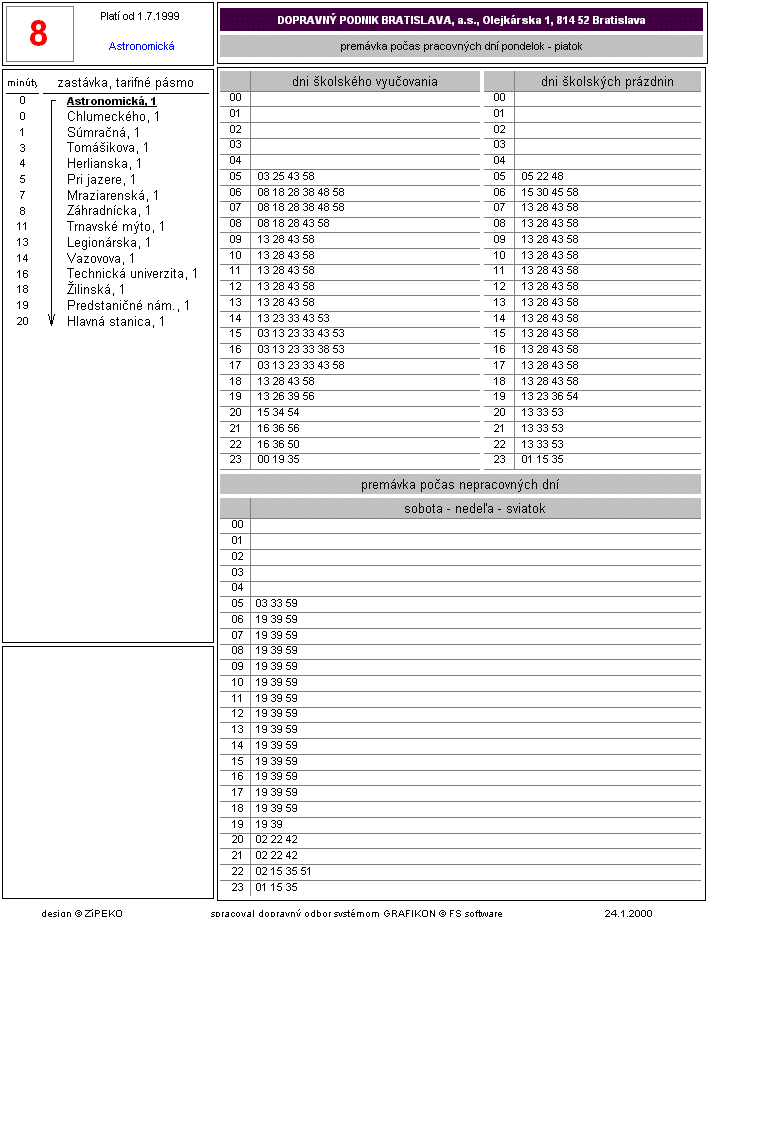 8
Platí od 1.7.1999
Astronomická
DOPRAVNÝ PODNIK BRATISLAVA, a.s., Olejkárska 1, 814 52 Bratislava
premávka počas pracovných dní pondelok - piatok
minúty zastávka, tarifné pásmo
0 Astronomická, 1
0 Chlumeckého, 1
1 Súmračná, 1
3 Tomášikova, 1
4 Herlianska, 1
5 Pri jazere, 1
7 Mraziarenská, 1
8 Záhradnícka, 1
11 Trnavské mýto, 1
13 Legionárska, 1
14 Vazovova, 1
16 Technická univerzita, 1
18 Žilinská, 1
19 Predstaničné nám., 1
20 Hlavná stanica, 1
dni školského vyučovania
00
01
02
03
04
05 03 25 43 58
06 08 18 28 38 48 58
07 08 18 28 38 48 58
08 08 18 28 43 58
09 13 28 43 58
10 13 28 43 58
11 13 28 43 58
12 13 28 43 58
13 13 28 43 58
14 13 23 33 43 53
15 03 13 23 33 43 53
16 03 13 23 33 38 53
17 03 13 23 33 43 58
18 13 28 43 58
19 13 26 39 56
20 15 34 54
21 16 36 56
22 16 36 50
23 00 19 35
dni školských prázdnin
00
01
02
03
04
05 05 22 48
06 15 30 45 58
07 13 28 43 58
08 13 28 43 58
09 13 28 43 58
10 13 28 43 58
11 13 28 43 58
12 13 28 43 58
13 13 28 43 58
14 13 28 43 58
15 13 28 43 58
16 13 28 43 58
17 13 28 43 58
18 13 28 43 58
19 13 23 36 54
20 13 33 53
21 13 33 53
22 13 33 53
23 01 15 35
premávka počas nepracovných dní
sobota - nedeľa - sviatok
00
01
02
03
04
05 03 33 59
06 19 39 59
07 19 39 59
08 19 39 59
09 19 39 59
10 19 39 59
11 19 39 59
12 19 39 59
13 19 39 59
14 19 39 59
15 19 39 59
16 19 39 59
17 19 39 59
18 19 39 59
19 19 39
20 02 22 42
21 02 22 42
22 02 15 35 51
23 01 15 35
design © ZíPEKO
spracoval dopravný odbor systémom GRAFIKON © FS software
24.1.2000